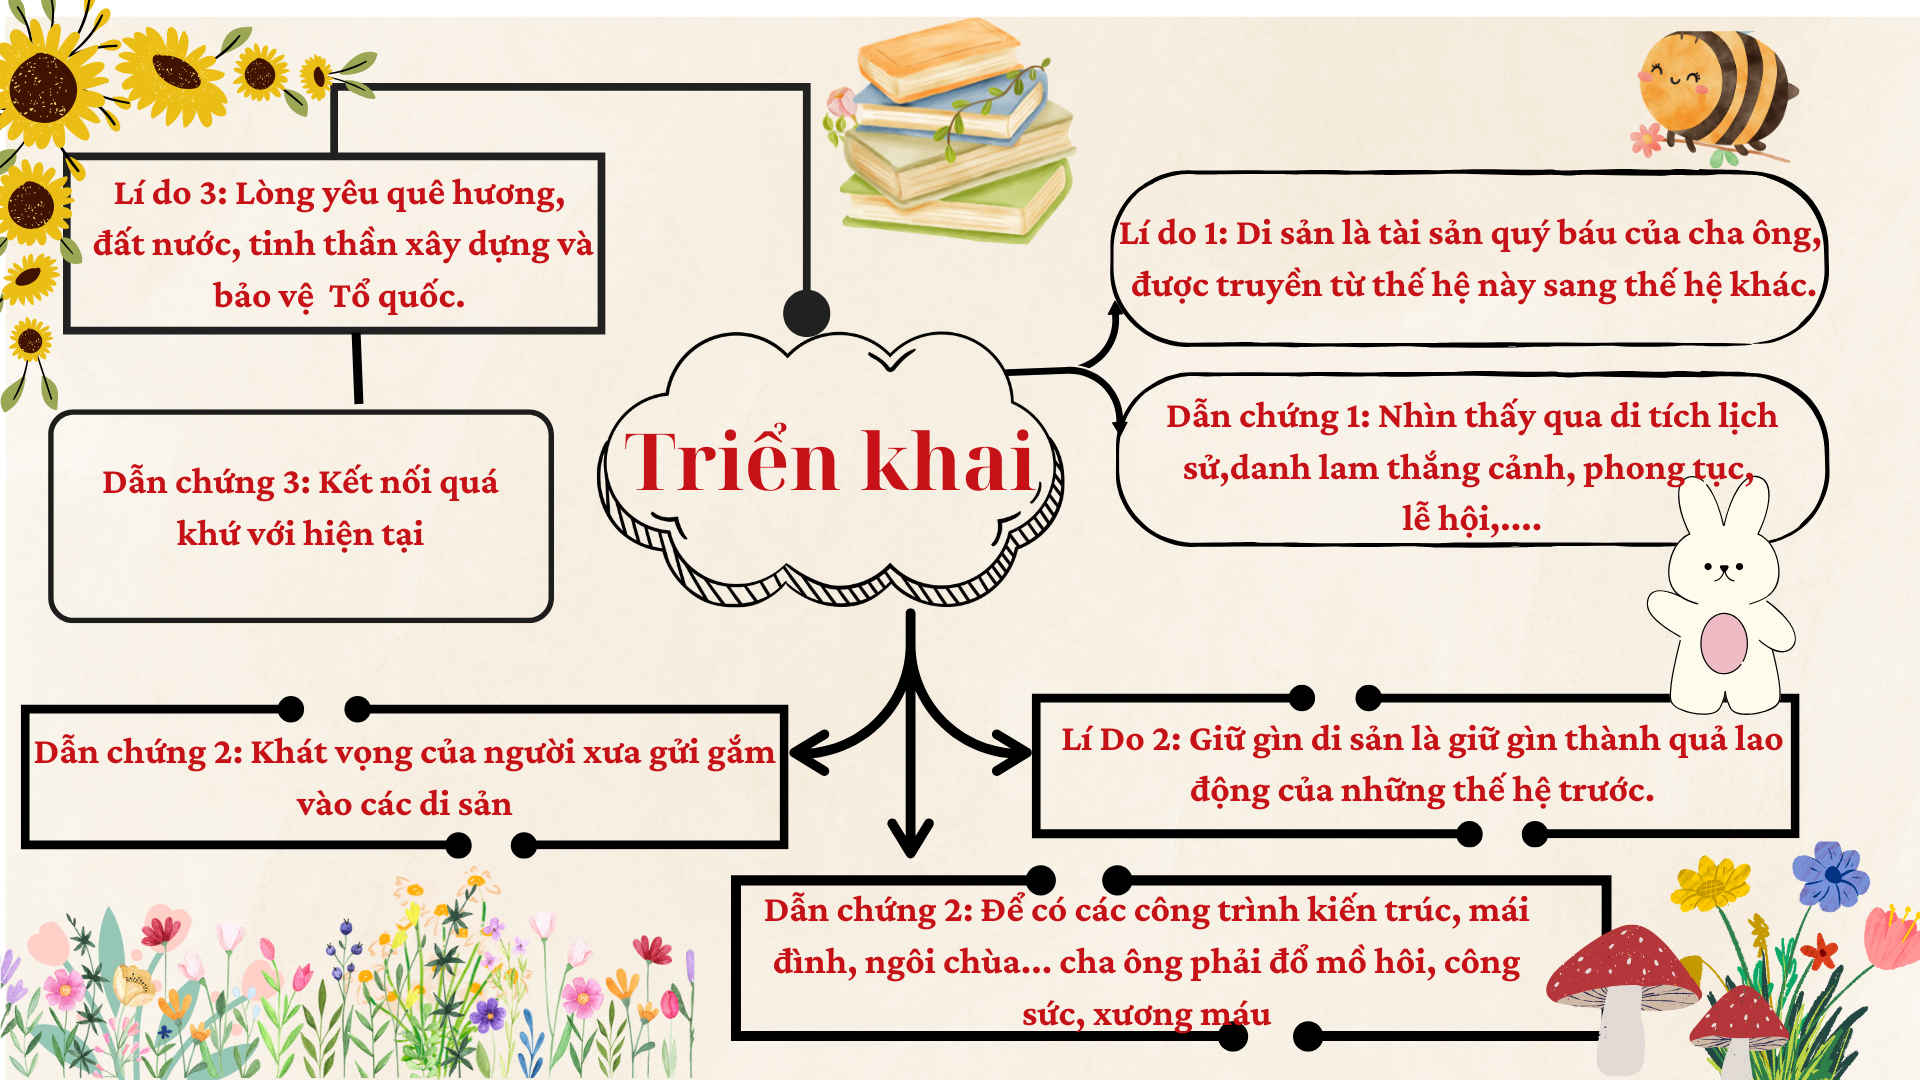 Lí do 3: Lòng yêu quê hương,
đất nước, tinh thần xây dựng và
bảo vệ Tổ quốc.
Dẫn chứng 3: Kết nối quá
khứ với hiện tại
Triển khai
Lí do 1: Di sản là tài sản quý báu của cha ông,
được truyền từ thế hệ này sang thế hệ khác.
Dẫn chứng 1: Nhìn thấy qua di tích lịch
sử,danh lam thắng cảnh, phong tục,
lễ hội,....
Dẫn chứng 2: Khát vọng của người xưa gửi gắm
vào các di sản
Lí Do 2: Giữ gìn di sản là giữ gìn thành quả lao
động của những thế hệ trước.
Dẫn chứng 2: Để có các công trình kiến trúc, mái
đình, ngôi chùa... cha ông phải đổ mồ hôi, công
sức, xương máu